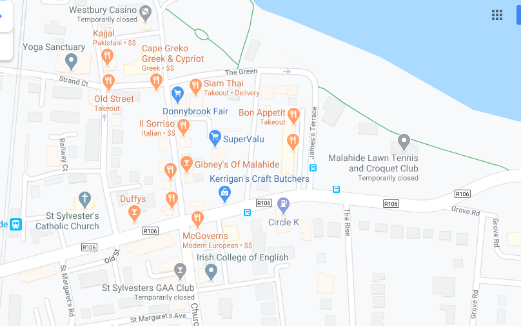 Westbury Casino
Temporarily closed
Kajjal
Pakistani • $$
Cape Greko
Greek & Cypriot
Greek • $$
Yoga Sanctuary
The Green
Strand Ct
Siam Thai
Takeout • Delivery
Old Street
Takeout
Donnybrook Fair
Bon Appetit
Takeout
Il Sorriso
Italian • $$
SuperValu
James's Terrace
Railway Ct
Malahide Lawn Tennis
and Croquet Club
Temporarily closed
Gibney's Of Malahide
Kerrigan's Craft Butchers
R106
St Sylvester's
Catholic Church
Duffys
R106
R106
Grove Rd
Circle K
McGoverns
Modern European • $$
R106
R106
Old St
The Rise
Grove Rd
Irish College of English
St Sylvesters GAA Club
Temporarily closed
St Margaret's Rd
Church
St Margaret's Ave